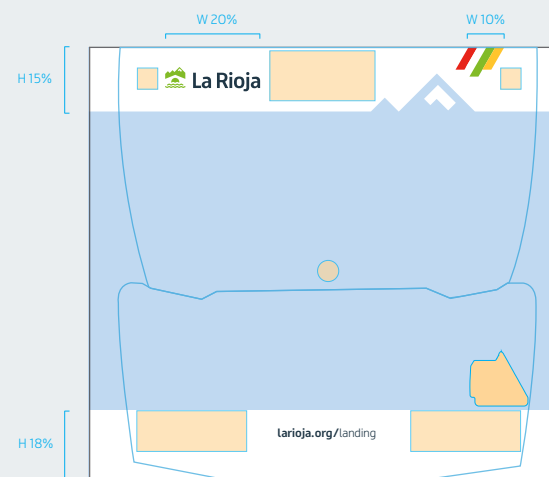 W 20%
W 10%
H 15%
La Rioja
H 18%
larioja.org/landing